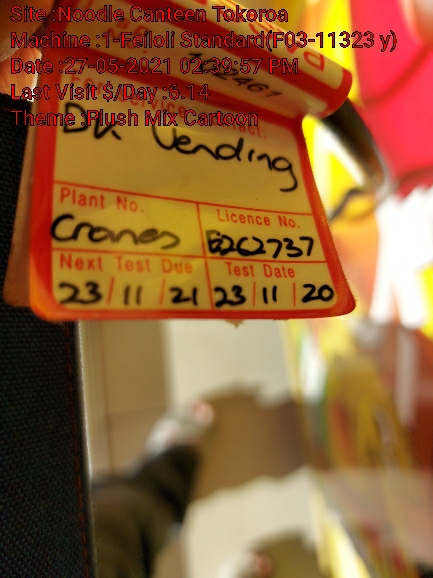 Site :Noodle Canteen Tokoroa
Machine :1-Feiloli Standard(F03-11323 y)
Date :27-05-2021 02:39:57 PM
Last Visit $/Day :6.14
Theme :Plush Mix Cartoon
BK Vending
Plant No.
Licence No.
Cranes
E262737
Next Test Due
Test Date
23 / 11 / 21
23 / 11 / 20